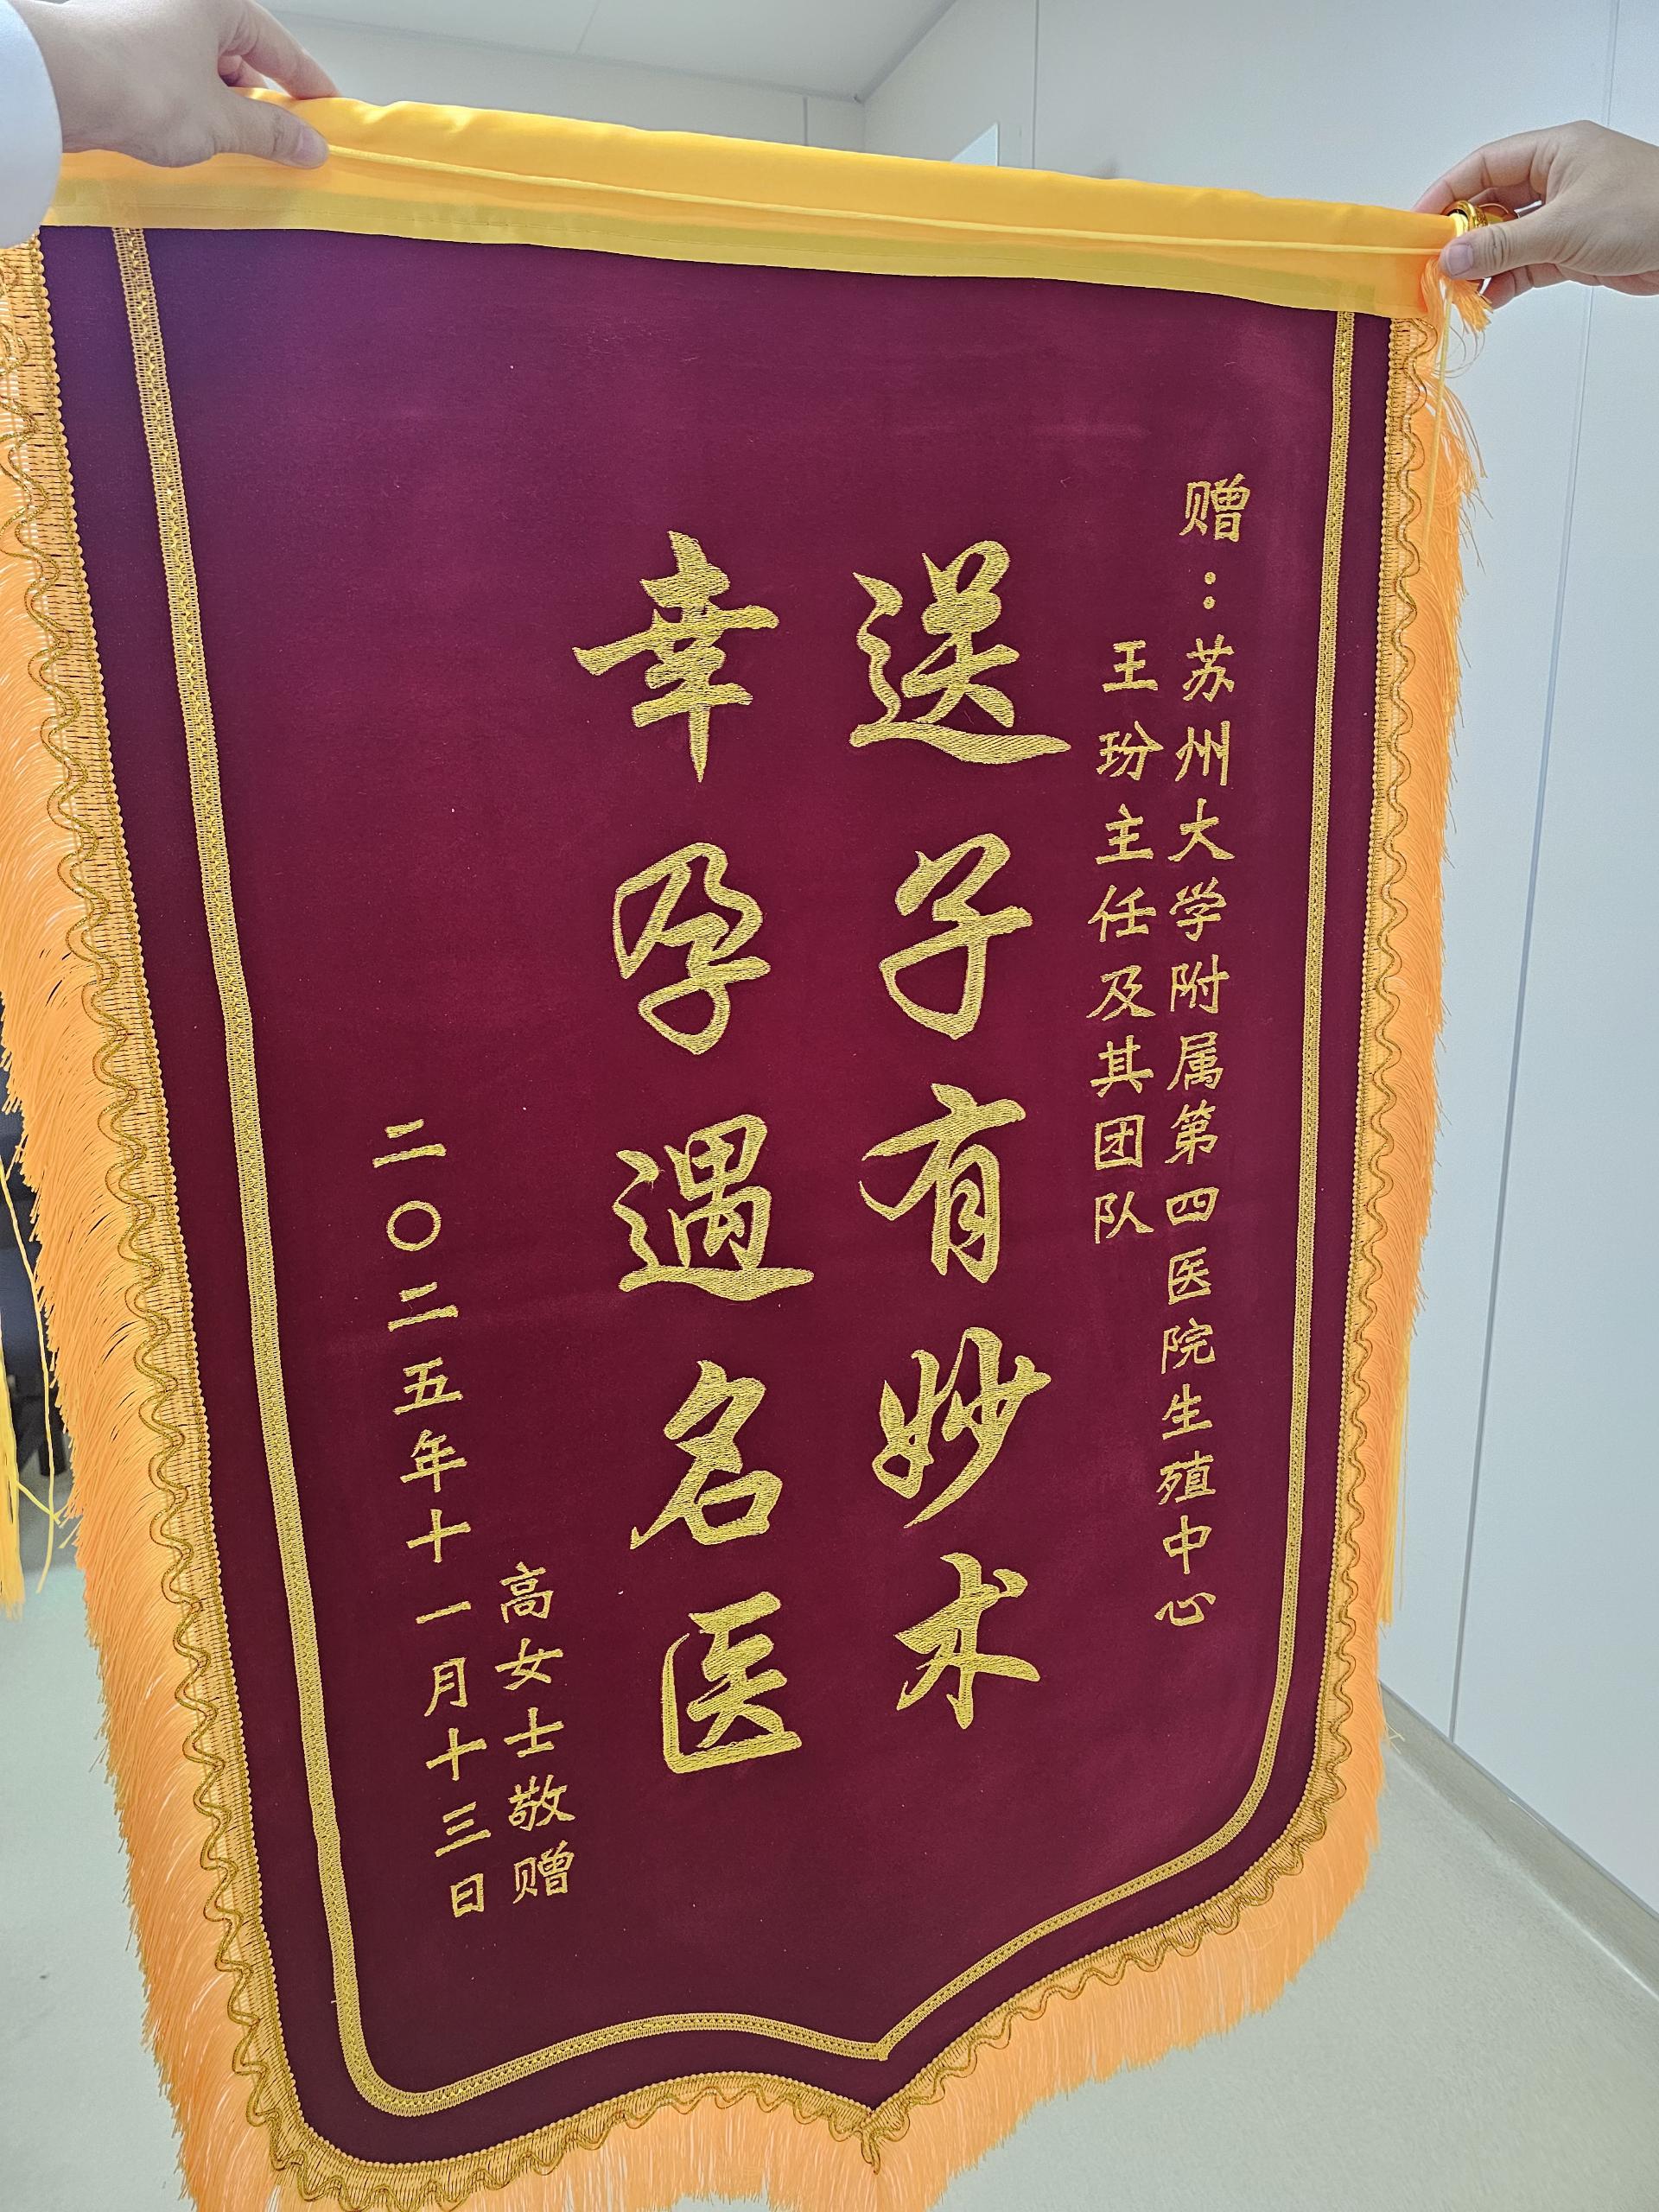 赠：苏州大学附属第四医院生殖中心
王玢主任及其团队
送子有妙术
幸孕遇名医
高女士敬赠
二〇二五年十一月十三日